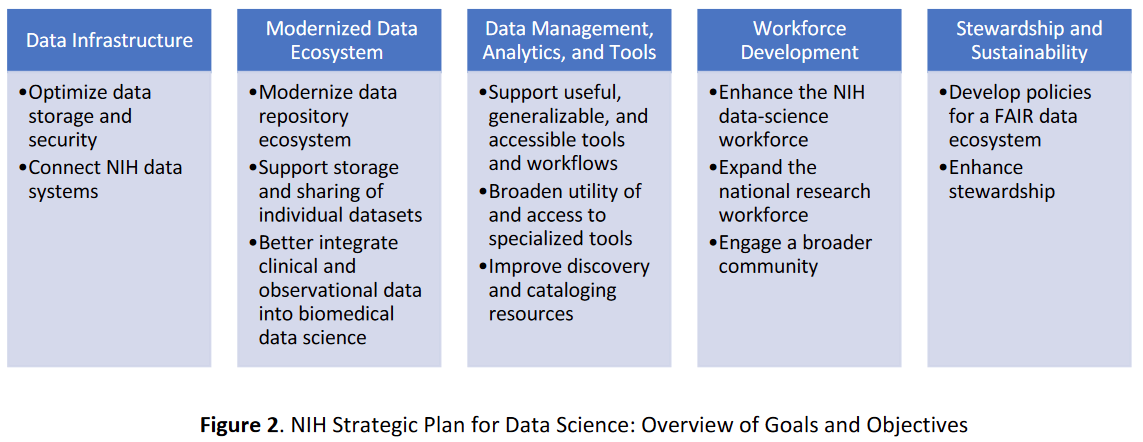 Data Infrastructure
•Optimize data
storage and
security
•Connect NIH data
systems
Modernized Data
Ecosystem
•Modernize data
repository
ecosystem
•Support storage
and sharing of
individual datasets
•Better integrate
clinical and
observational data
into biomedical
data science
Data Management,
Analytics, and Tools
•Support useful,
generalizable, and
accessible tools
and workflows
•Broaden utility of
and access to
specialized tools
•Improve discovery
and cataloging
resources
Workforce
Development
•Enhance the NIH
data-science
workforce
•Expand the
national research
workforce
•Engage a broader
community
Stewardship and
Sustainability
•Develop policies
for a FAIR data
ecosystem
•Enhance
stewardship
Figure 2. NIH Strategic Plan for Data Science: Overview of Goals and Objectives